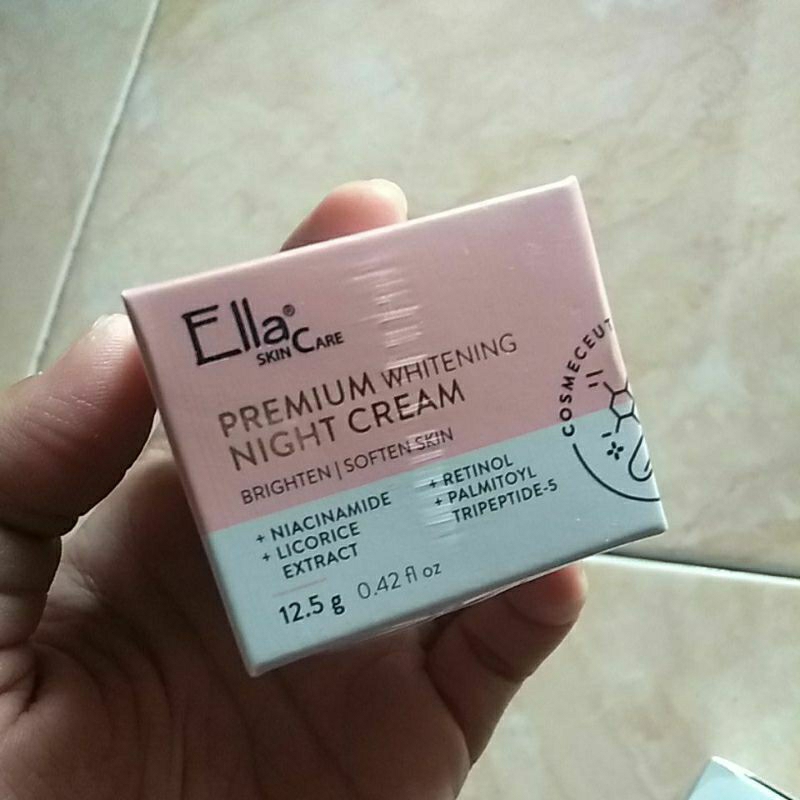 Ella®
SKIN CARE
PREMIUM WHITENING
NIGHT CREAM
BRIGHTEN | SOFTEN SKIN
+ NIACINAMIDE
+ LICORICE
EXTRACT
+ RETINOL
+ PALMITOYL
TRIPEPTIDE-5
12.5 g 0.42 fl oz
COSMECEUT